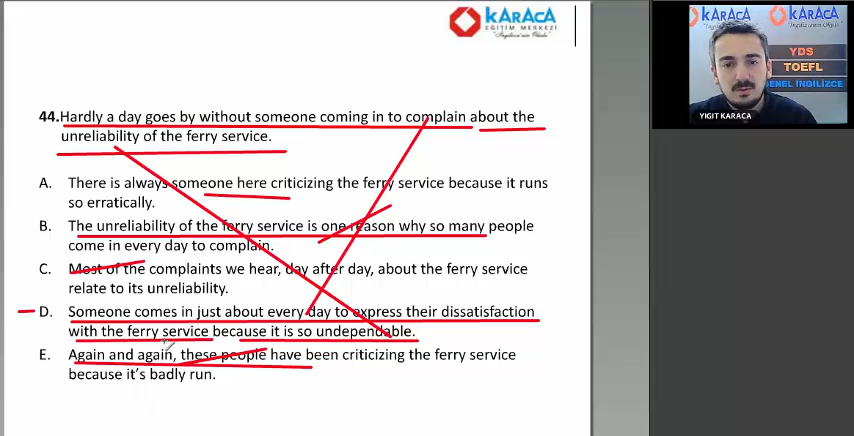 KARACA
EĞİTİM MERKEZİ
"İngilizce'nin Okulu"
44.Hardly a day goes by without someone coming in to complain about the
unreliability of the ferry service.
A. There is always someone here criticizing the ferry service because it runs
so erratically.
B. The unreliability of the ferry service is one reason why so many people
come in every day to complain.
C. Most of the complaints we hear, day after day, about the ferry service
relate to its unreliability.
D. Someone comes in just about every day to express their dissatisfaction
with the ferry service because it is so undependable.
E. Again and again, these people have been criticizing the ferry service
because it's badly run.
KARACA
KARACA
YDS
TOEFL
GENEL İNGİLİZCE
YIGIT KARACA